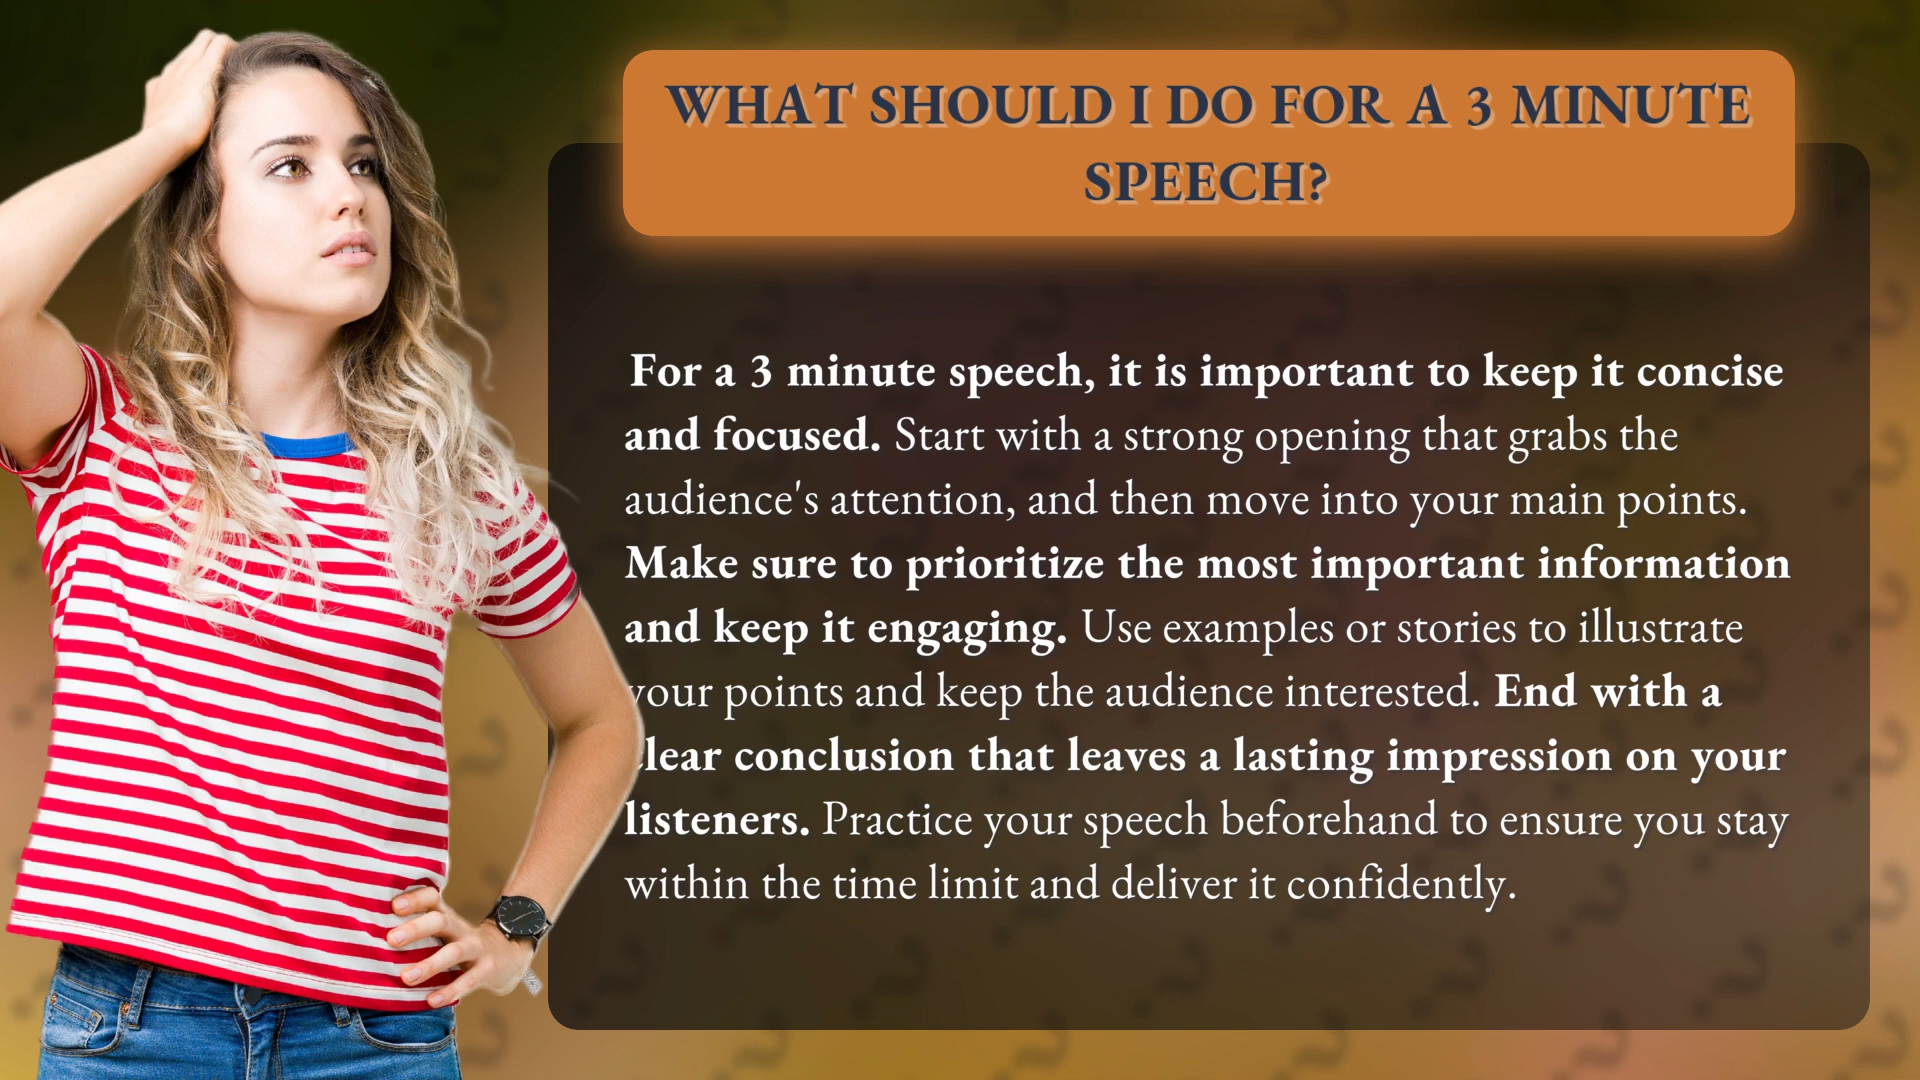 WHAT SHOULD I DO FOR A 3 MINUTE
SPEECH?
For a 3 minute speech, it is important to keep it concise
and focused. Start with a strong opening that grabs the
audience's attention, and then move into your main points.
Make sure to prioritize the most important information
and keep it engaging. Use examples or stories to illustrate
your points and keep the audience interested. End with a
clear conclusion that leaves a lasting impression on your
listeners. Practice your speech beforehand to ensure you stay
within the time limit and deliver it confidently.